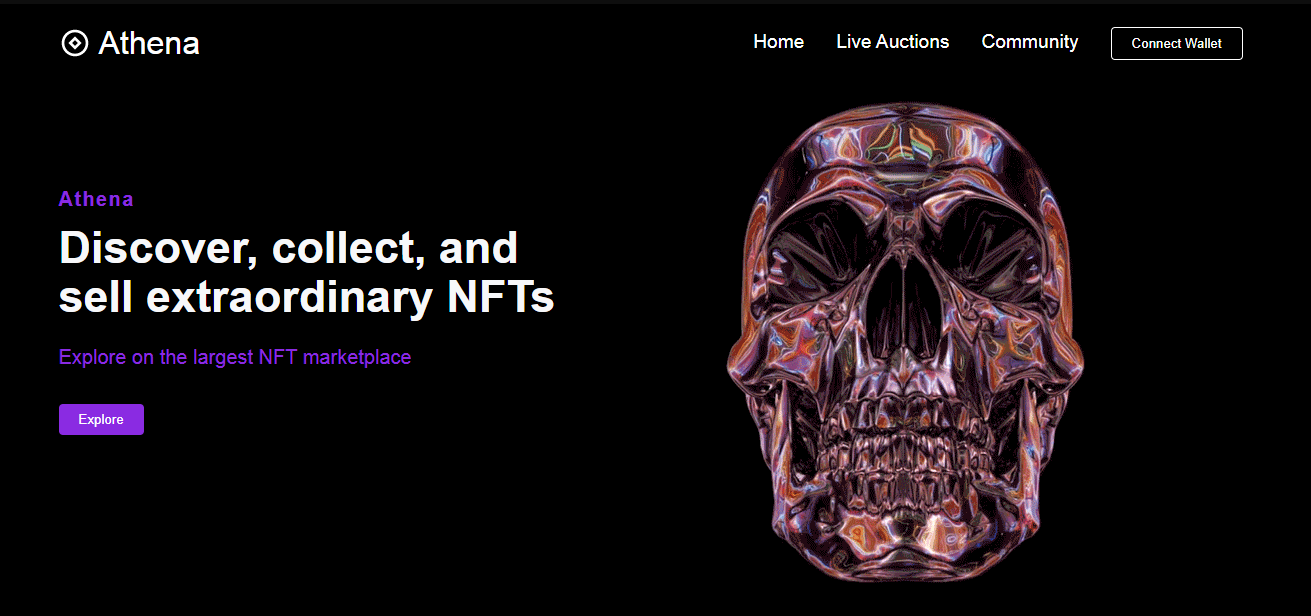 Athena
Home
Live Auctions
Community
Connect Wallet
Athena
Discover, collect, and
sell extraordinary NFTs
Explore on the largest NFT marketplace
Explore